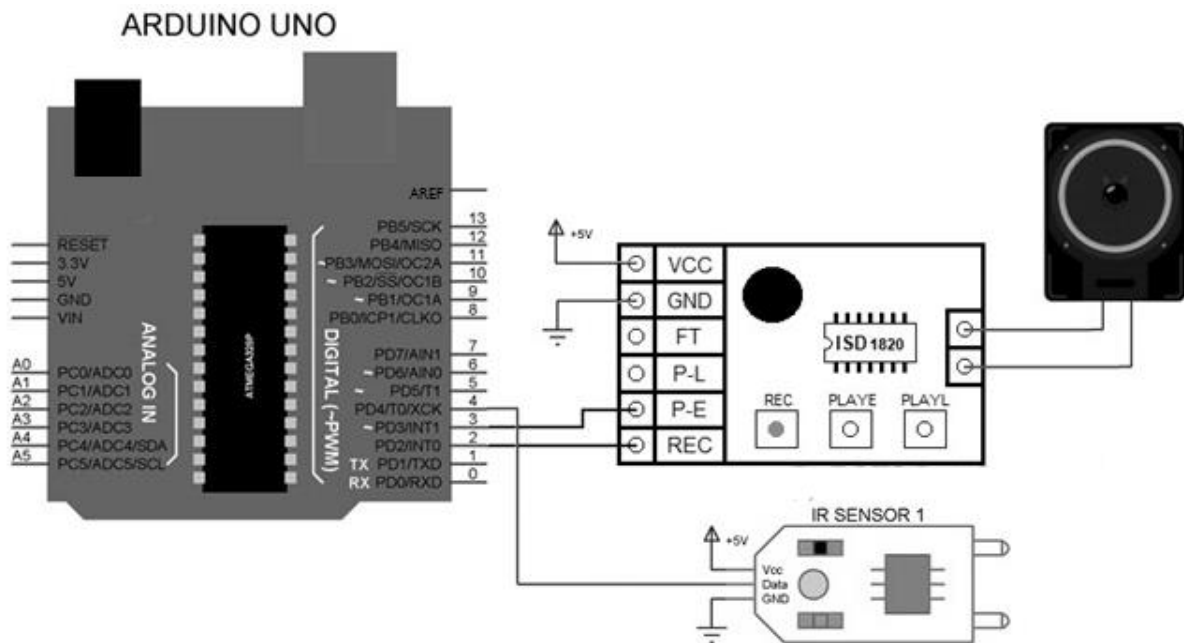 ARDUINO UNO
AREF
PB5/SCK 13
PB4/MISO 12
~PB3/MOSI/OC2A 11
~ PB2/SS/OC1B 10
~ PB1/OC1A 9
PB0/ICP1/CLKO 8
PD7/AIN1 7
~ PD6/AIN0 6
~ PD5/T1 5
PD4/T0/XCK 4
~ PD3/INT1 3
PD2/INT0 2
TX PD1/TXD 1
RX PD0/RXD 0
DIGITAL (~PWM)
RESET
3.3V
5V
GND
VIN
A0 PC0/ADC0
A1 PC1/ADC1
A2 PC2/ADC2
A3 PC3/ADC3
A4 PC4/ADC4/SDA
A5 PC5/ADC5/SCL
ANALOG IN
ATMEGA328P
+5V
VCC
GND
FT
P-L
P-E
REC
ISD 1820
REC PLAYE PLAYL
IR SENSOR 1
+5V
Vcc
Data
GND